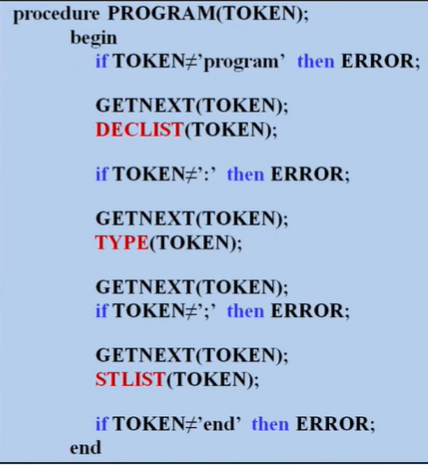 procedure PROGRAM(TOKEN);
begin
if TOKEN≠’program’ then ERROR;
GETNEXT(TOKEN);
DECLIST(TOKEN);
if TOKEN≠’:’ then ERROR;
GETNEXT(TOKEN);
TYPE(TOKEN);
GETNEXT(TOKEN);
if TOKEN≠’;’ then ERROR;
GETNEXT(TOKEN);
STLIST(TOKEN);
if TOKEN≠’end’ then ERROR;
end